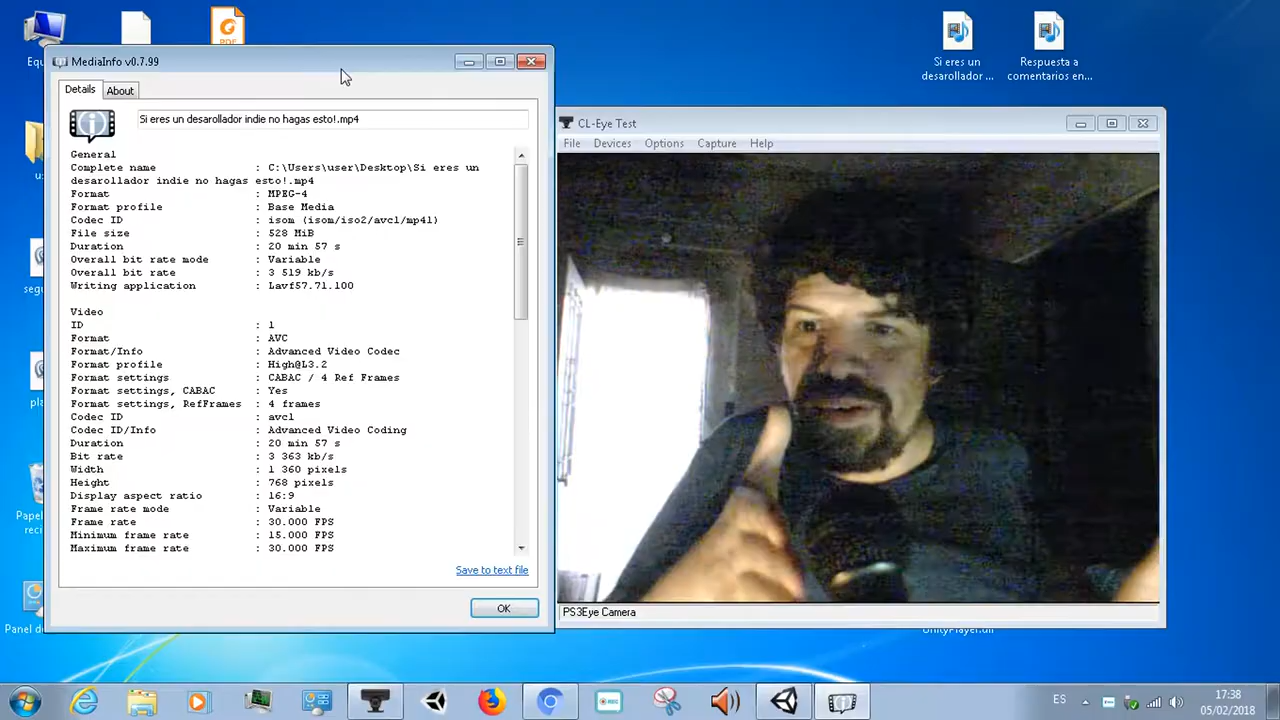 Si eres un
desarollador ...
Respuesta a
comentarios en...
PDF
MediaInfo v0.7.99
Details
About
Si eres un desarollador indie no hagas esto!.mp4
General
Complete name : C:\Users\user\Desktop\Si eres un
desarollador indie no hagas esto!.mp4
Format : MPEG-4
Format profile : Base Media
Codec ID : isom (isom/iso2/avc1/mp41)
File size : 528 MiB
Duration : 20 min 57 s
Overall bit rate mode : Variable
Overall bit rate : 3 519 kb/s
Writing application : Lavf57.71.100
Video
ID : 1
Format : AVC
Format/Info : Advanced Video Codec
Format profile : High@L3.2
Format settings : CABAC / 4 Ref Frames
Format settings, CABAC : Yes
Format settings, RefFrames : 4 frames
Codec ID : avc1
Codec ID/Info : Advanced Video Coding
Duration : 20 min 57 s
Bit rate : 3 363 kb/s
Width : 1 360 pixels
Height : 768 pixels
Display aspect ratio : 16:9
Frame rate mode : Variable
Frame rate : 30.000 FPS
Minimum frame rate : 15.000 FPS
Maximum frame rate : 30.000 FPS
Save to text file
OK
CL-Eye Test
File Devices Options Capture Help
PS3Eye Camera
UnityPlayer.dll
Panel d
REC
ES
17:38
05/02/2018